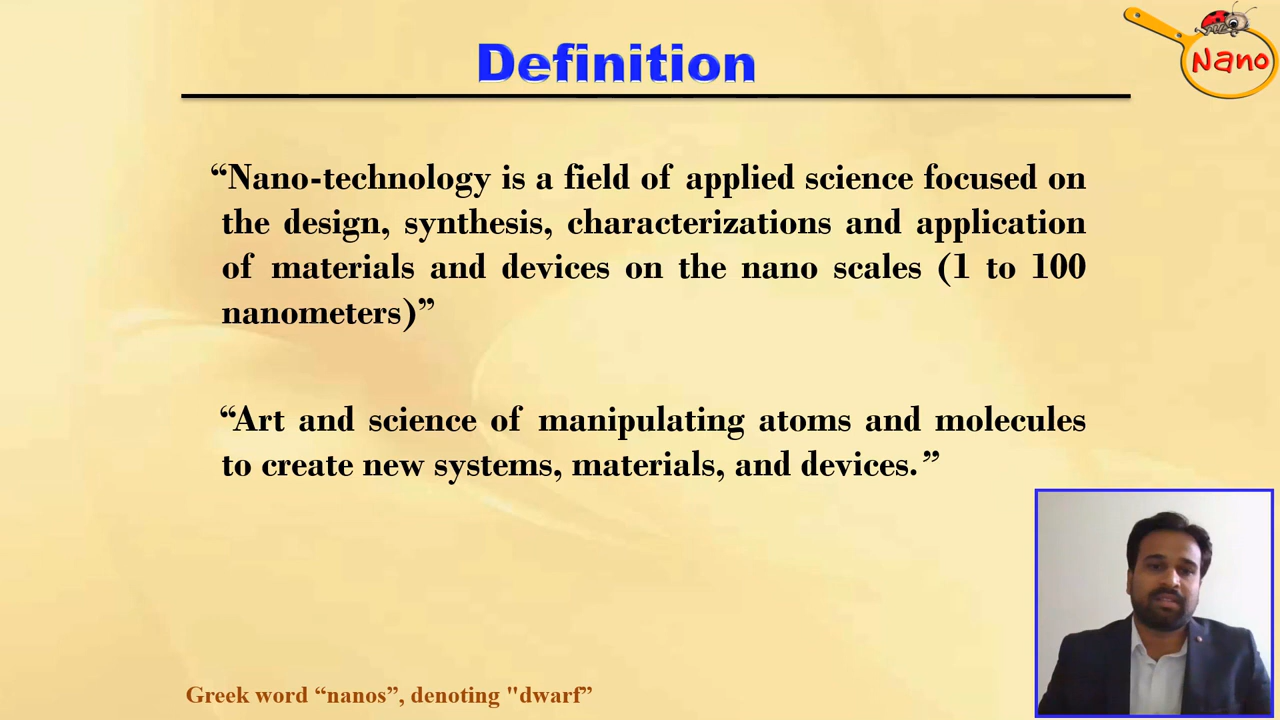 Definition
Nano
“Nano-technology is a field of applied science focused on
the design, synthesis, characterizations and application
of materials and devices on the nano scales (1 to 100
nanometers)”
“Art and science of manipulating atoms and molecules
to create new systems, materials, and devices.”
Greek word “nanos”, denoting "dwarf”